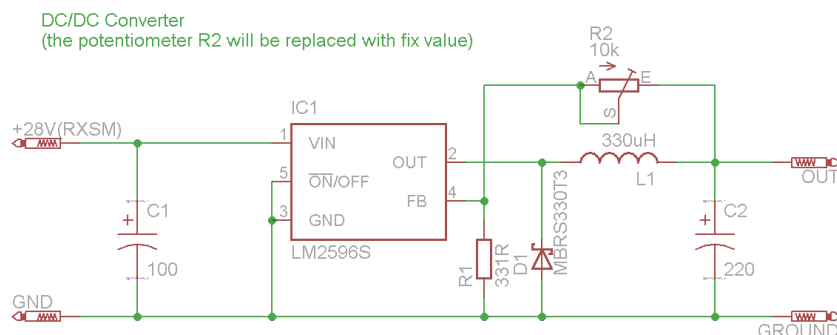 DC/DC Converter
(the potentiometer R2 will be replaced with fix value)
R2
10k
A
E
S
IC1
+28V(RXSM)
1
VIN
330uH
OUT
2
5
ON/OFF
L1
OUT
FB
4
C1
3
GND
MBRS330T3
C2
LM2596S
R1
331R
D1
100
220
GND
GROUND